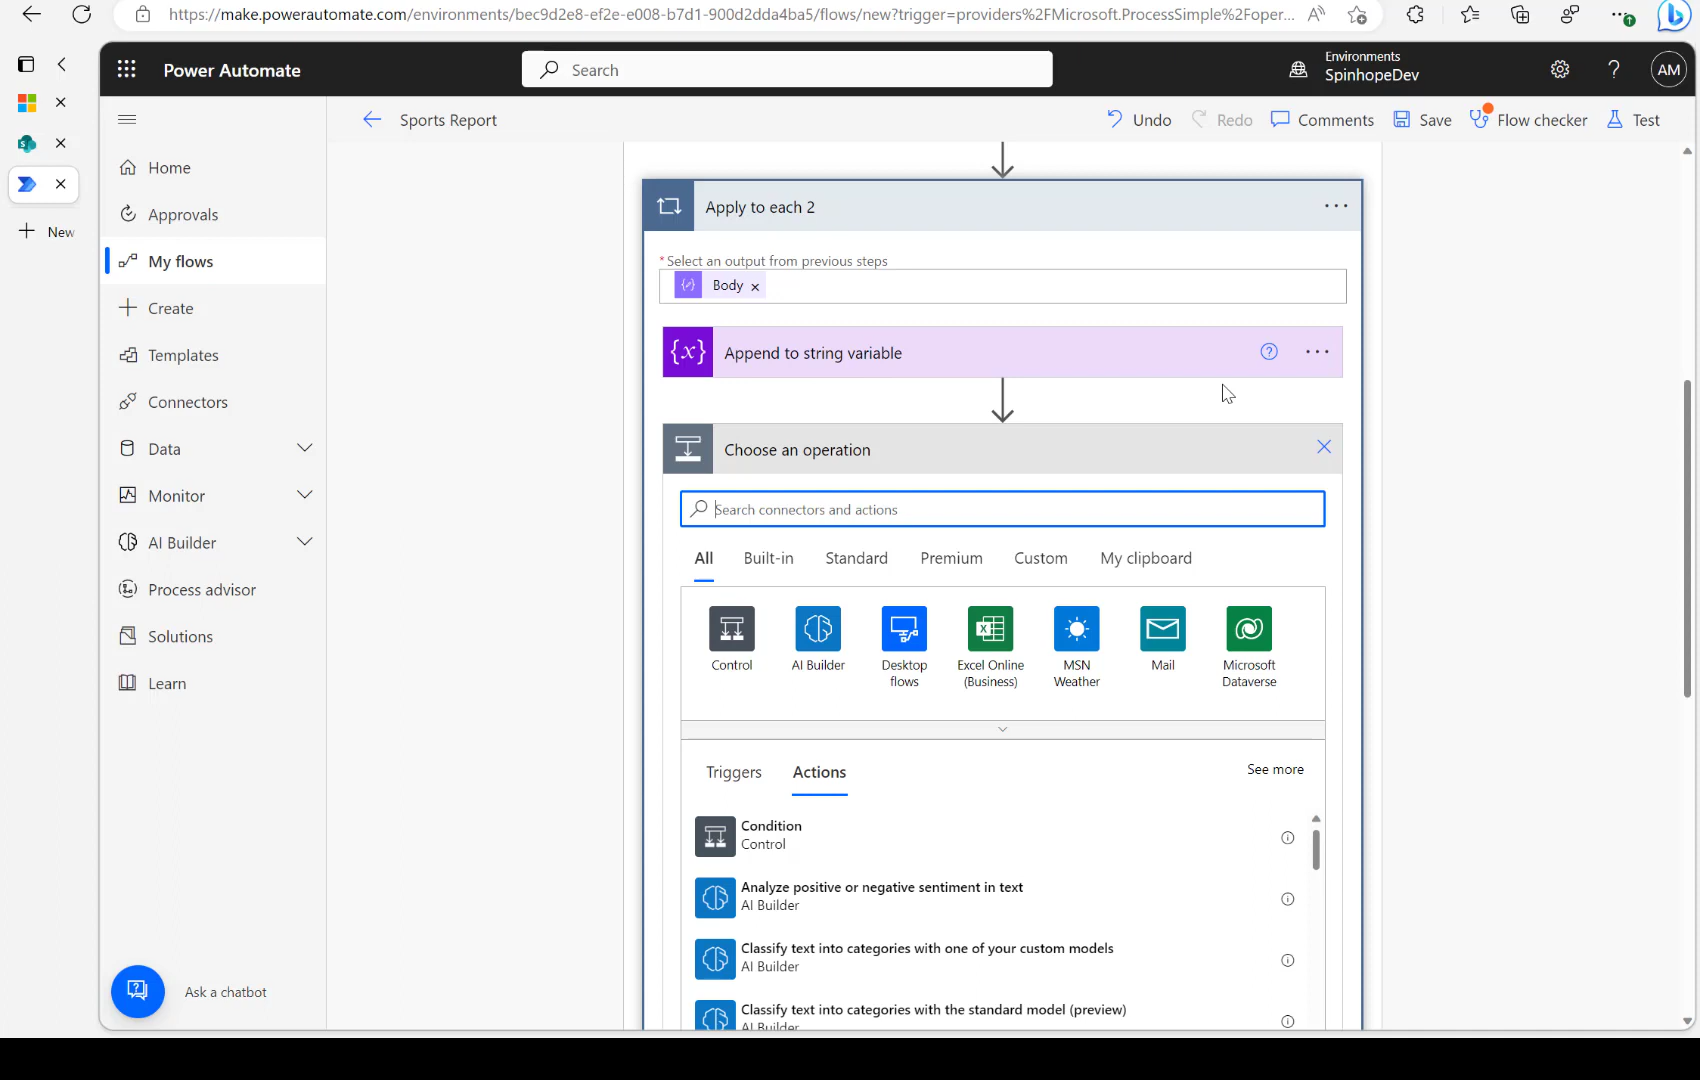 https://make.powerautomate.com/environments/bec9d2e8-ef2e-e008-b7d1-900d2dda4ba5/flows/new?trigger=providers%2FMicrosoft.ProcessSimple%2Foper...
Power Automate
Search
Environments
SpinhopeDev
?
AM
Sports Report
Undo
Redo
Comments
Save
Flow checker
Test
New
Home
Approvals
My flows
Create
Templates
Connectors
Data
Monitor
AI Builder
Process advisor
Solutions
Learn
Ask a chatbot
Apply to each 2
...
* Select an output from previous steps
Body
{x} Append to string variable
...
Choose an operation
Search connectors and actions
All Built-in Standard Premium Custom My clipboard
Control
AI Builder
Desktop
flows
Excel Online
(Business)
MSN
Weather
Mail
Microsoft
Dataverse
Triggers Actions See more
Condition
Control
Analyze positive or negative sentiment in text
AI Builder
Classify text into categories with one of your custom models
AI Builder
Classify text into categories with the standard model (preview)
AI Builder